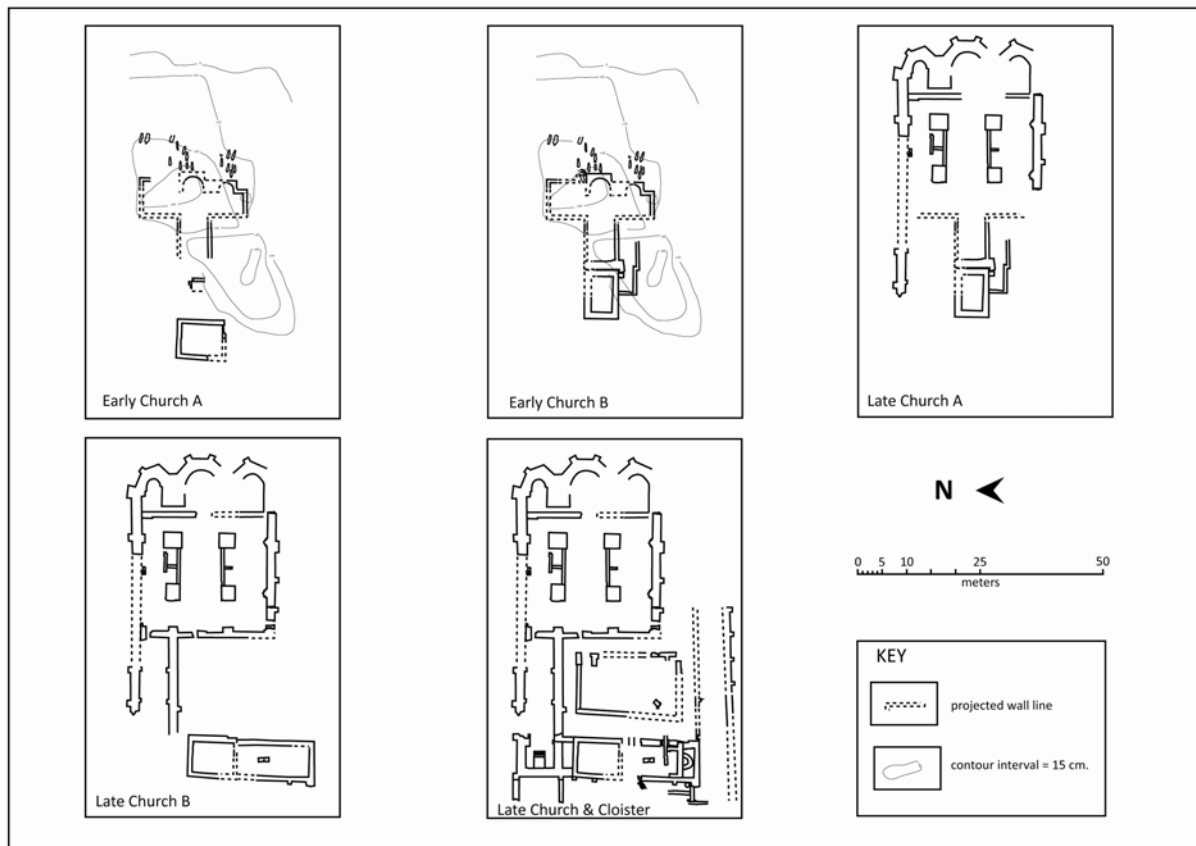 Early Church A
Early Church B
Late Church A
Late Church B
Late Church & Cloister
N
0 5 10 25 50
meters
KEY
projected wall line
contour interval = 15 cm.